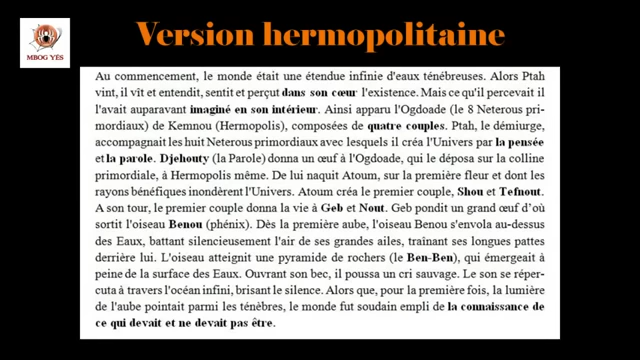 MBOG YÉS
Version hermopolitaine
Au commencement, le monde était une étendue infinie d'eaux ténébreuses. Alors Ptah
vint, il vît et entendit, sentit et perçut dans son cœur l'existence. Mais ce qu'il percevait il
l'avait auparavant imaginé en son intérieur. Ainsi apparu l'Ogdoade (le 8 Neterous pri-
mordiaux) de Kemnou (Hermopolis), composées de quatre couples. Ptah, le démiurge,
accompagnait les huit Neterous primordiaux avec lesquels il créa l'Univers par la pensée
et la parole. Djehouty (la Parole) donna un œuf à l'Ogdoade, qui le déposa sur la colline
primordiale, à Hermopolis même. De lui naquit Atoum, sur la première fleur et dont les
rayons bénéfiques inondèrent l'Univers. Atoum créa le premier couple, Shou et Tefnout.
A son tour, le premier couple donna la vie à Geb et Nout. Geb pondit un grand œuf d'où
sortit l'oiseau Benou (phénix). Dès la première aube, l'oiseau Benou s'envola au-dessus
des Eaux, battant silencieusement l'air de ses grandes ailes, traînant ses longues pattes
derrière lui. L'oiseau atteignit une pyramide de rochers (le Ben-Ben), qui émergeait à
peine de la surface des Eaux. Ouvrant son bec, il poussa un cri sauvage. Le son se réper-
cuta à travers l'océan infini, brisant le silence. Alors que, pour la première fois, la lumière
de l'aube pointait parmi les ténèbres, le monde fut soudain empli de la connaissance de
ce qui devait et ne devait pas être.